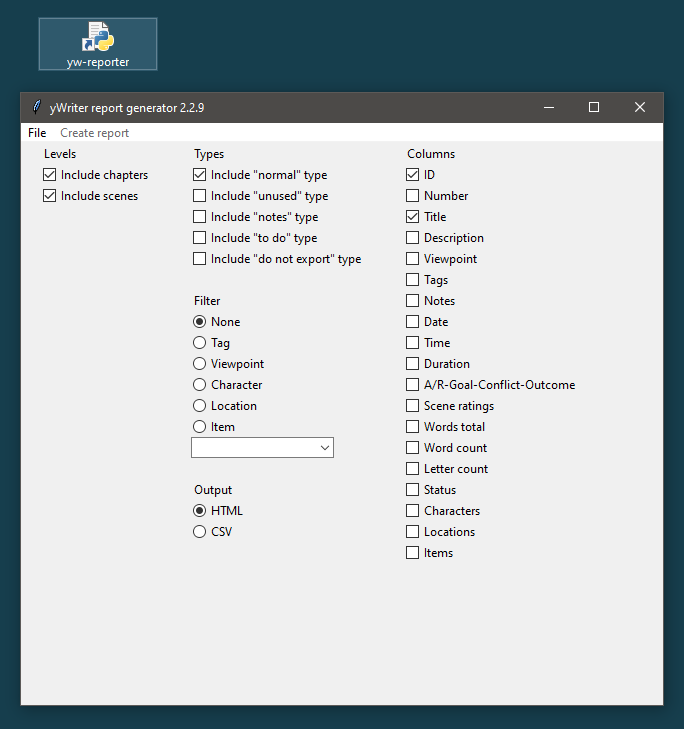 yw-reporter
yWriter report generator 2.2.9
File Create report
Levels
Include chapters
Include scenes
Types
Include "normal" type
Include "unused" type
Include "notes" type
Include "to do" type
Include "do not export" type
Filter
None
Tag
Viewpoint
Character
Location
Item
Output
HTML
CSV
Columns
ID
Number
Title
Description
Viewpoint
Tags
Notes
Date
Time
Duration
A/R-Goal-Conflict-Outcome
Scene ratings
Words total
Word count
Letter count
Status
Characters
Locations
Items